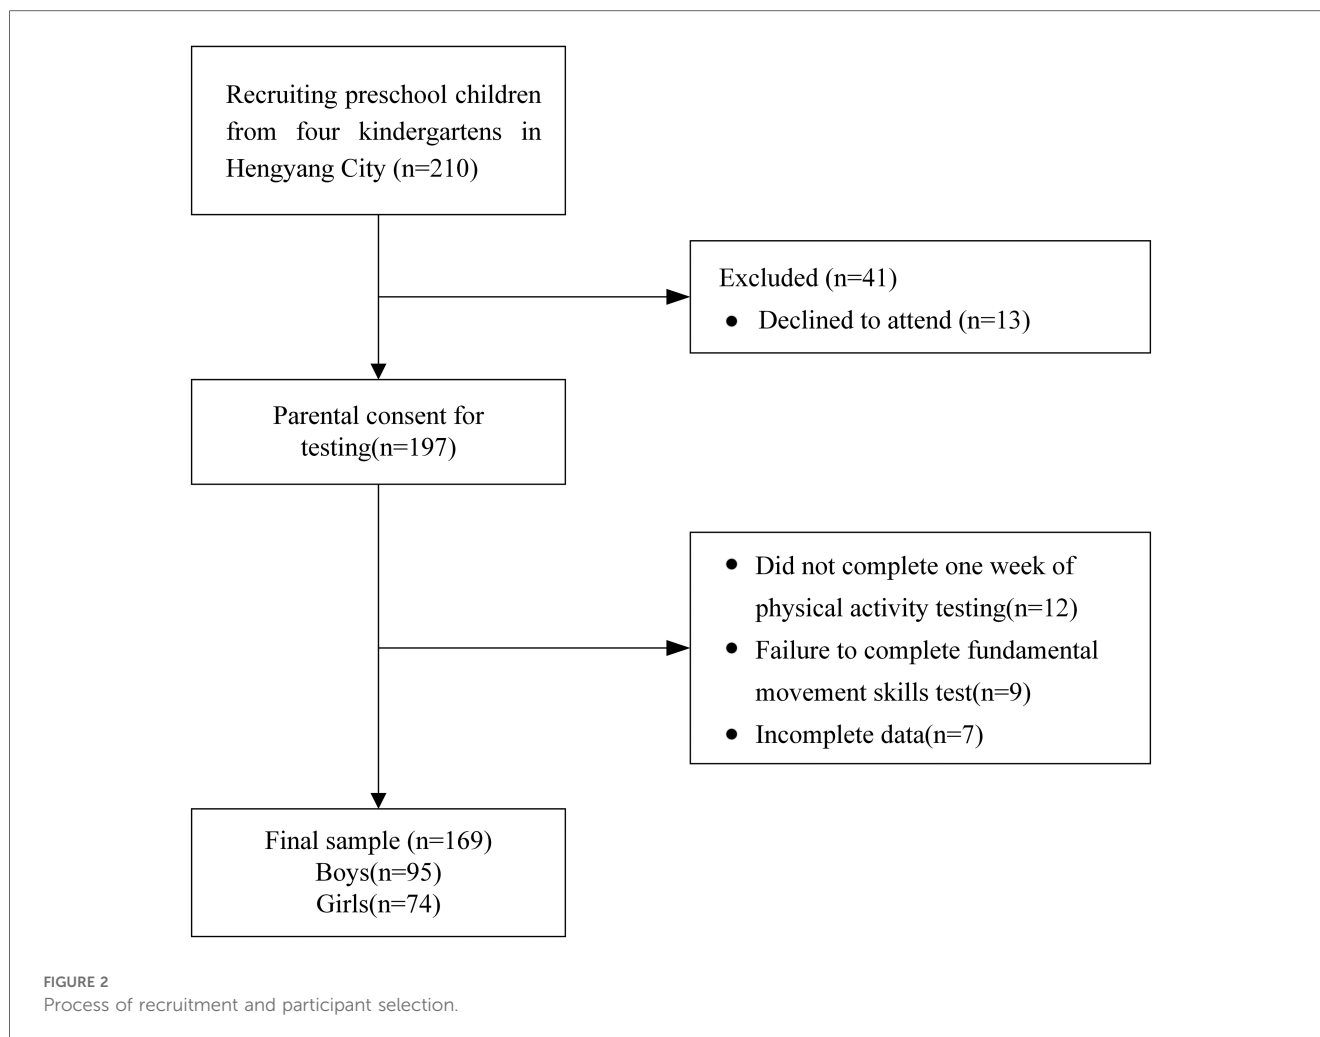 Recruiting preschool children
from four kindergartens in
Hengyang City (n=210)
Excluded (n=41)
● Declined to attend (n=13)
Parental consent for
testing(n=197)
● Did not complete one week of
physical activity testing(n=12)
● Failure to complete fundamental
movement skills test(n=9)
● Incomplete data(n=7)
Final sample (n=169)
Boys(n=95)
Girls(n=74)
FIGURE 2
Process of recruitment and participant selection.